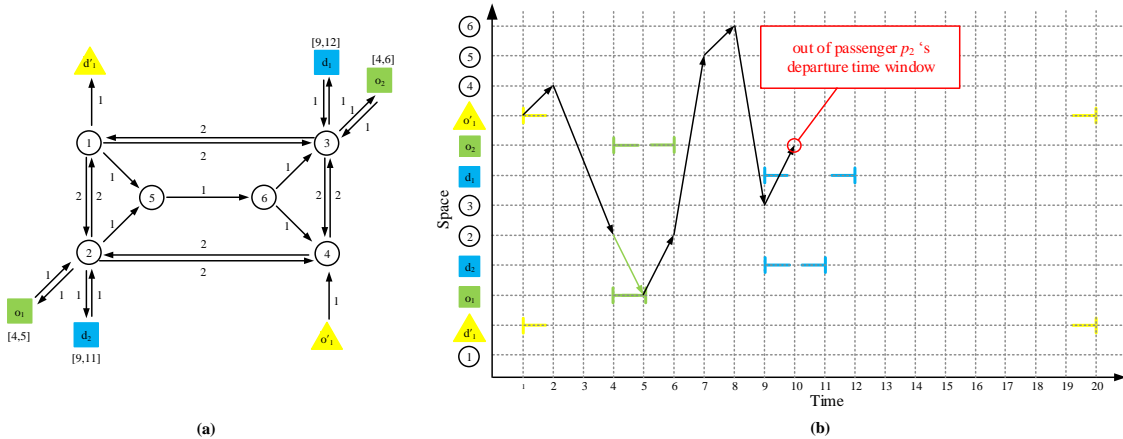 [9,12]
d'₁
d₁
[4,6]
o₂
1
1
1
1
1
1
2
3
2
1
1
1
2
2
5
1
6
2
2
1
1
2
2
4
2
1
1
1
1
1
o₁
d₂
o'₁
[4,5]
[9,11]
(a)
Space
6
5
4
o'₁
o₂
d₁
3
2
d₂
o₁
d'₁
1
out of passenger p₂ 's
departure time window
1 2 3 4 5 6 7 8 9 10 11 12 13 14 15 16 17 18 19 20
Time
(b)